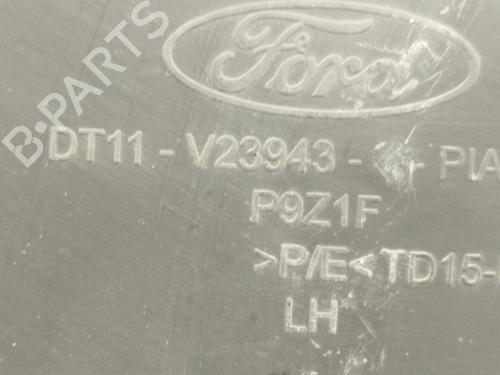 B-PARTS
Ford
DT11 - V23943 - - PIA
P9Z1F
>P/E<TD15-
LH